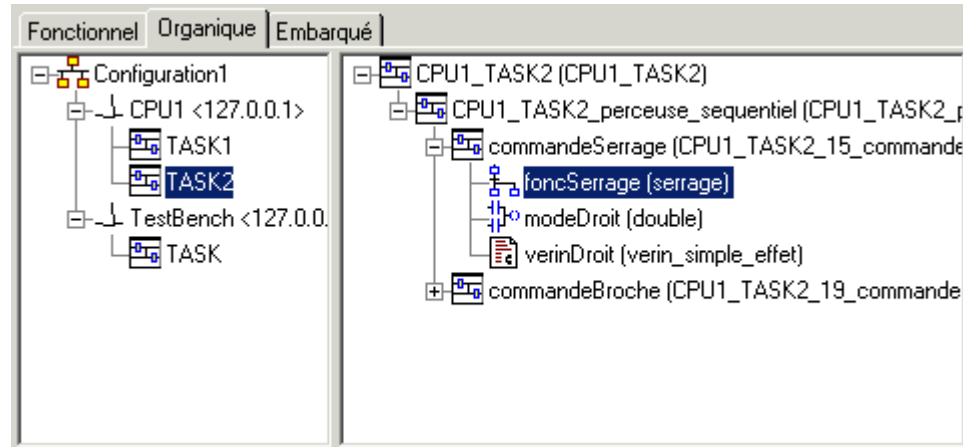 Fonctionnel Organique Embarqué
Configuration1
CPU1 <127.0.0.1>
TASK1
TASK2
TestBench <127.0.0.
TASK
CPU1_TASK2 (CPU1_TASK2)
CPU1_TASK2_perceuse_sequentiel (CPU1_TASK2_p
commandeSerrage (CPU1_TASK2_15_commande
foncSerrage (serrage)
modeDroit (double)
verinDroit (verin_simple_effet)
commandeBroche (CPU1_TASK2_19_commande